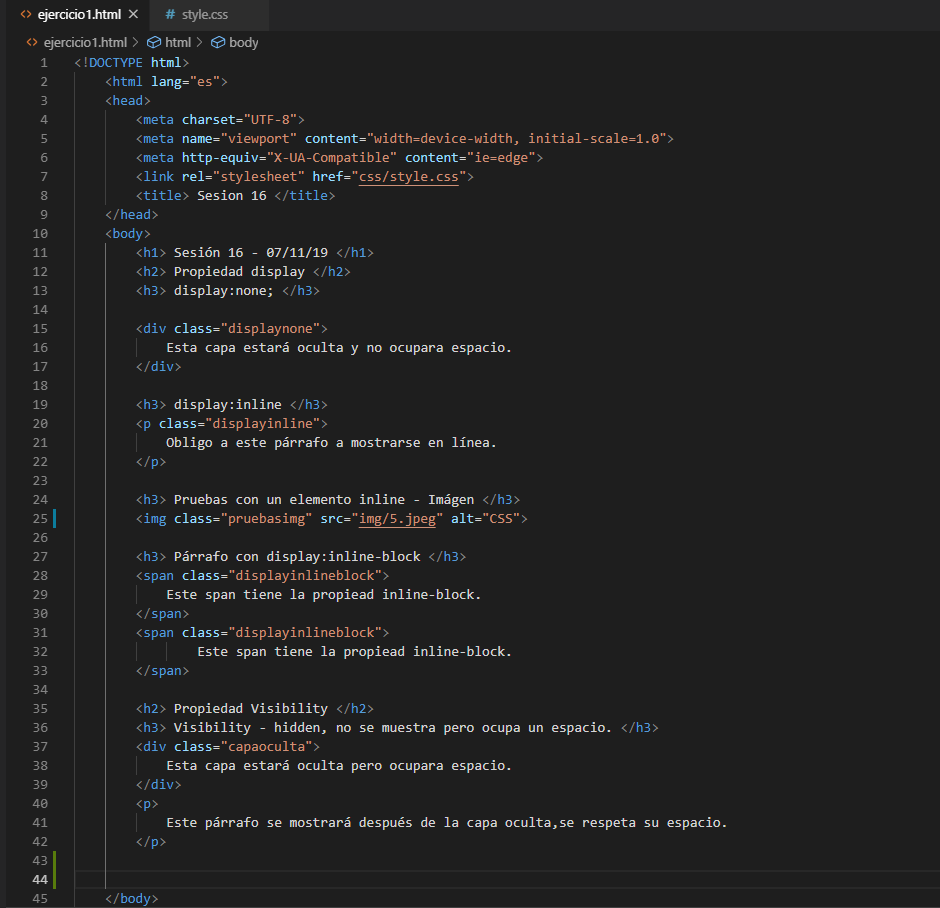 ejercicio1.html × # style.css
ejercicio1.html > html > body
1 <!DOCTYPE html>
2 <html lang="es">
3 <head>
4 <meta charset="UTF-8">
5 <meta name="viewport" content="width=device-width, initial-scale=1.0">
6 <meta http-equiv="X-UA-Compatible" content="ie=edge">
7 <link rel="stylesheet" href="css/style.css">
8 <title> Sesion 16 </title>
9 </head>
10 <body>
11 <h1> Sesión 16 - 07/11/19 </h1>
12 <h2> Propiedad display </h2>
13 <h3> display:none; </h3>
14
15 <div class="displaynone">
16 Esta capa estará oculta y no ocupara espacio.
17 </div>
18
19 <h3> display:inline </h3>
20 <p class="displayinline">
21 Obligo a este párrafo a mostrarse en línea.
22 </p>
23
24 <h3> Pruebas con un elemento inline - Imágen </h3>
25 <img class="pruebasimg" src="img/5.jpeg" alt="CSS">
26
27 <h3> Párrafo con display:inline-block </h3>
28 <span class="displayinlineblock">
29 Este span tiene la propiead inline-block.
30 </span>
31 <span class="displayinlineblock">
32 Este span tiene la propiead inline-block.
33 </span>
34
35 <h2> Propiedad Visibility </h2>
36 <h3> Visibility - hidden, no se muestra pero ocupa un espacio. </h3>
37 <div class="capaoculta">
38 Esta capa estará oculta pero ocupara espacio.
39 </div>
40 <p>
41 Este párrafo se mostrará después de la capa oculta,se respeta su espacio.
42 </p>
43
44
45 </body>